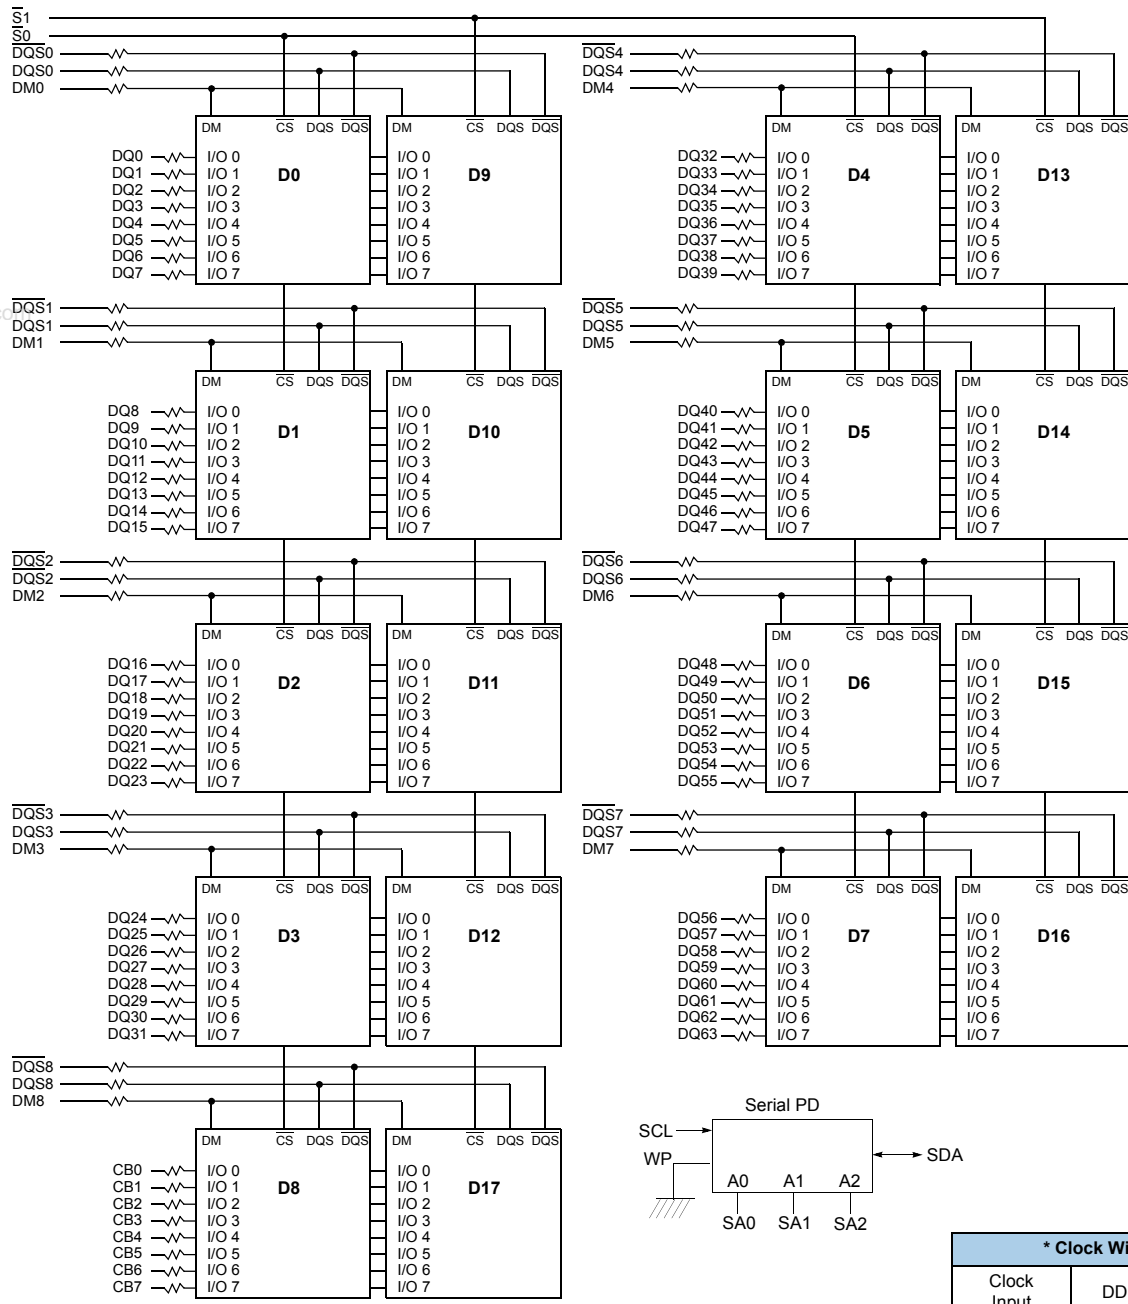 S1
S0
DQS0
DQS0
DM0
DM CS DQS DQS DM CS DQS DQS
DQ0 I/O 0 I/O 0
DQ1 I/O 1 D0 I/O 1 D9
DQ2 I/O 2 I/O 2
DQ3 I/O 3 I/O 3
DQ4 I/O 4 I/O 4
DQ5 I/O 5 I/O 5
DQ6 I/O 6 I/O 6
DQ7 I/O 7 I/O 7
DQS1
DQS1
DM1
DM CS DQS DQS DM CS DQS DQS
DQ8 I/O 0 I/O 0
DQ9 I/O 1 D1 I/O 1 D10
DQ10 I/O 2 I/O 2
DQ11 I/O 3 I/O 3
DQ12 I/O 4 I/O 4
DQ13 I/O 5 I/O 5
DQ14 I/O 6 I/O 6
DQ15 I/O 7 I/O 7
DQS2
DQS2
DM2
DM CS DQS DQS DM CS DQS DQS
DQ16 I/O 0 I/O 0
DQ17 I/O 1 D2 I/O 1 D11
DQ18 I/O 2 I/O 2
DQ19 I/O 3 I/O 3
DQ20 I/O 4 I/O 4
DQ21 I/O 5 I/O 5
DQ22 I/O 6 I/O 6
DQ23 I/O 7 I/O 7
DQS3
DQS3
DM3
DM CS DQS DQS DM CS DQS DQS
DQ24 I/O 0 I/O 0
DQ25 I/O 1 D3 I/O 1 D12
DQ26 I/O 2 I/O 2
DQ27 I/O 3 I/O 3
DQ28 I/O 4 I/O 4
DQ29 I/O 5 I/O 5
DQ30 I/O 6 I/O 6
DQ31 I/O 7 I/O 7
DQS8
DQS8
DM8
DM CS DQS DQS DM CS DQS DQS
CB0 I/O 0 I/O 0
CB1 I/O 1 D8 I/O 1 D17
CB2 I/O 2 I/O 2
CB3 I/O 3 I/O 3
CB4 I/O 4 I/O 4
CB5 I/O 5 I/O 5
CB6 I/O 6 I/O 6
CB7 I/O 7 I/O 7
DQS4
DQS4
DM4
DM CS DQS DQS DM CS DQS DQS
DQ32 I/O 0 I/O 0
DQ33 I/O 1 D4 I/O 1 D13
DQ34 I/O 2 I/O 2
DQ35 I/O 3 I/O 3
DQ36 I/O 4 I/O 4
DQ37 I/O 5 I/O 5
DQ38 I/O 6 I/O 6
DQ39 I/O 7 I/O 7
DQS5
DQS5
DM5
DM CS DQS DQS DM CS DQS DQS
DQ40 I/O 0 I/O 0
DQ41 I/O 1 D5 I/O 1 D14
DQ42 I/O 2 I/O 2
DQ43 I/O 3 I/O 3
DQ44 I/O 4 I/O 4
DQ45 I/O 5 I/O 5
DQ46 I/O 6 I/O 6
DQ47 I/O 7 I/O 7
DQS6
DQS6
DM6
DM CS DQS DQS DM CS DQS DQS
DQ48 I/O 0 I/O 0
DQ49 I/O 1 D6 I/O 1 D15
DQ50 I/O 2 I/O 2
DQ51 I/O 3 I/O 3
DQ52 I/O 4 I/O 4
DQ53 I/O 5 I/O 5
DQ54 I/O 6 I/O 6
DQ55 I/O 7 I/O 7
DQS7
DQS7
DM7
DM CS DQS DQS DM CS DQS DQS
DQ56 I/O 0 I/O 0
DQ57 I/O 1 D7 I/O 1 D16
DQ58 I/O 2 I/O 2
DQ59 I/O 3 I/O 3
DQ60 I/O 4 I/O 4
DQ61 I/O 5 I/O 5
DQ62 I/O 6 I/O 6
DQ63 I/O 7 I/O 7
Serial PD
SCL
WP SDA
A0 A1 A2
SA0 SA1 SA2
* Clock Wi
Clock DD
Input